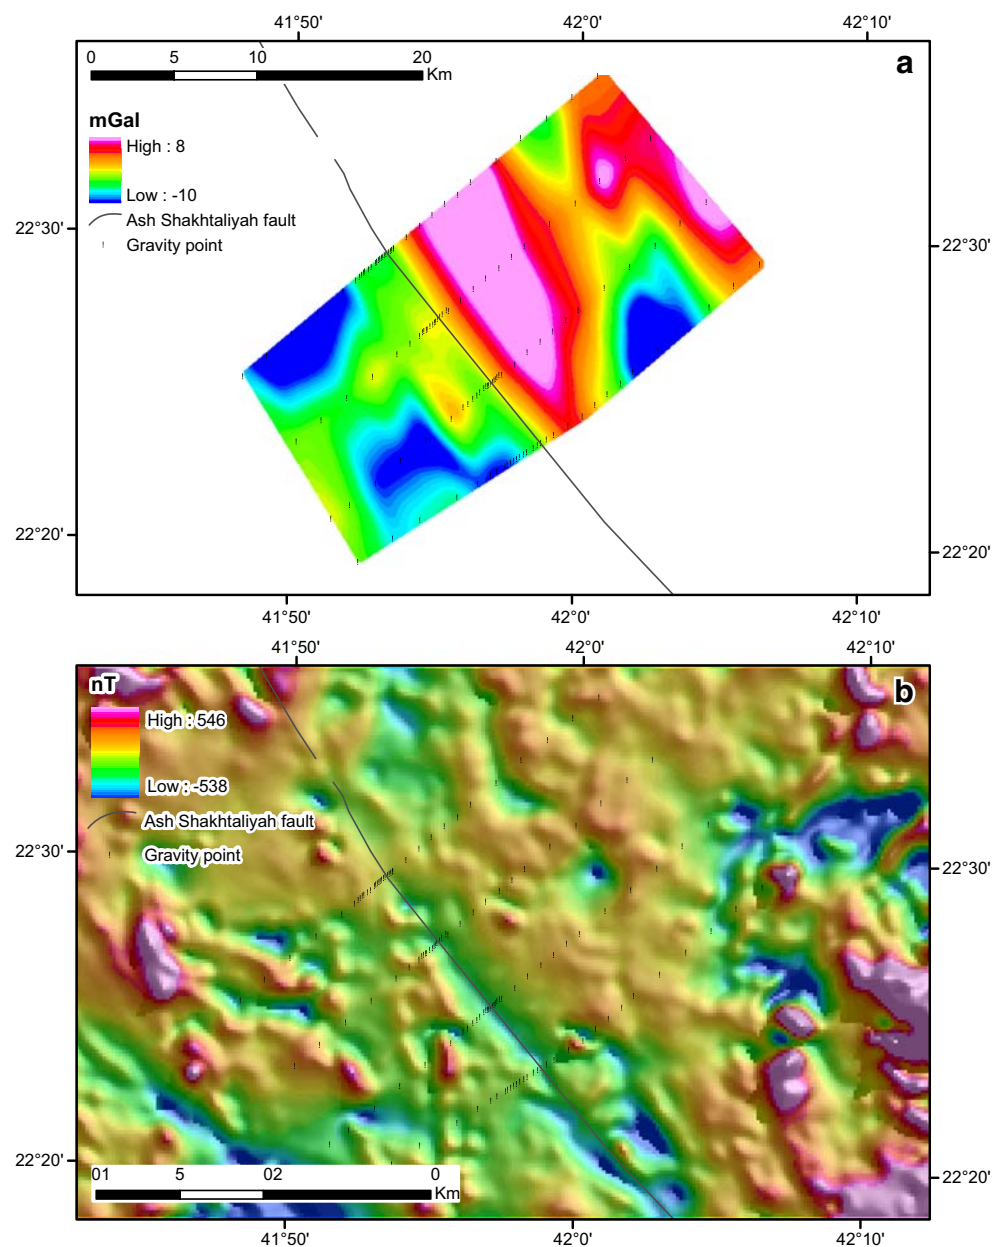 41°50' 42°0' 42°10'
0 5 10 20
Km
a
mGal
High : 8
Low : -10
Ash Shakhtaliyah fault
Gravity point
22°30' 22°30'
22°20' 22°20'
41°50' 42°0' 42°10'
41°50' 42°0' 42°10'
nT
b
High : 546
Low : -538
Ash Shakhtaliyah fault
Gravity point
22°30' 22°30'
22°20' 22°20'
01 5 02 0
Km
41°50' 42°0' 42°10'